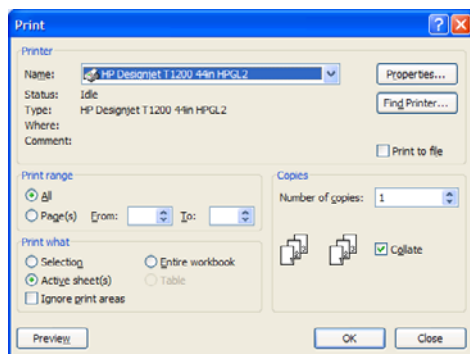 Print
Printer
Name: HP Designjet T1200 44in HPGL2 Properties...
Status: Idle
Type: HP Designjet T1200 44in HPGL2 Find Printer...
Where:
Comment:
Print to file
Print range
All
Page(s) From: To:
Copies
Number of copies: 1
Collate
Print what
Selection Entire workbook
Active sheet(s) Table
Ignore print areas
Preview OK Close